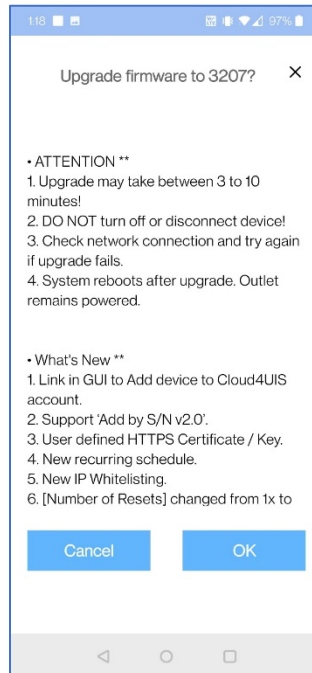 1:18 97%
Upgrade firmware to 3207? ×
• ATTENTION **
1. Upgrade may take between 3 to 10
minutes!
2. DO NOT turn off or disconnect device!
3. Check network connection and try again
if upgrade fails.
4. System reboots after upgrade. Outlet
remains powered.
• What's New **
1. Link in GUI to Add device to Cloud4UIS
account.
2. Support 'Add by S/N v2.0'.
3. User defined HTTPS Certificate / Key.
4. New recurring schedule.
5. New IP Whitelisting.
6. [Number of Resets] changed from 1x to
Cancel OK